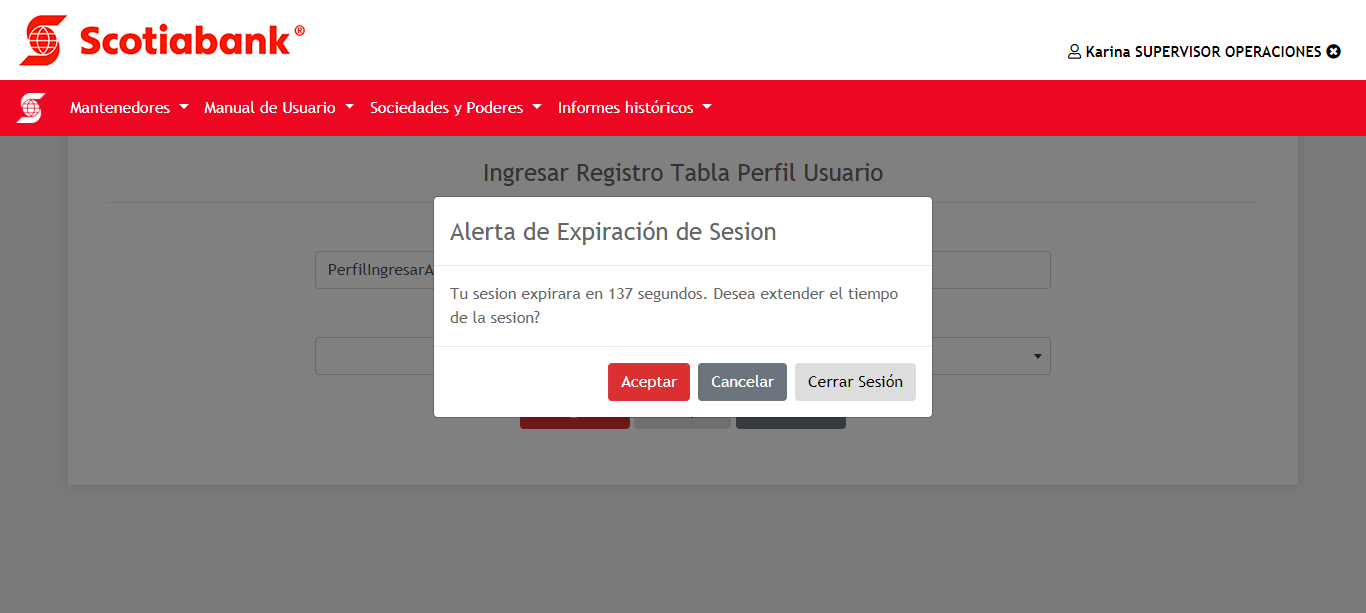 Scotiabank®
Karina SUPERVISOR OPERACIONES
Mantenedores Manual de Usuario Sociedades y Poderes Informes históricos
Ingresar Registro Tabla Perfil Usuario
Alerta de Expiración de Sesion
PerfilIngresarA
Tu sesion expirara en 137 segundos. Desea extender el tiempo
de la sesion?
Aceptar Cancelar Cerrar Sesión